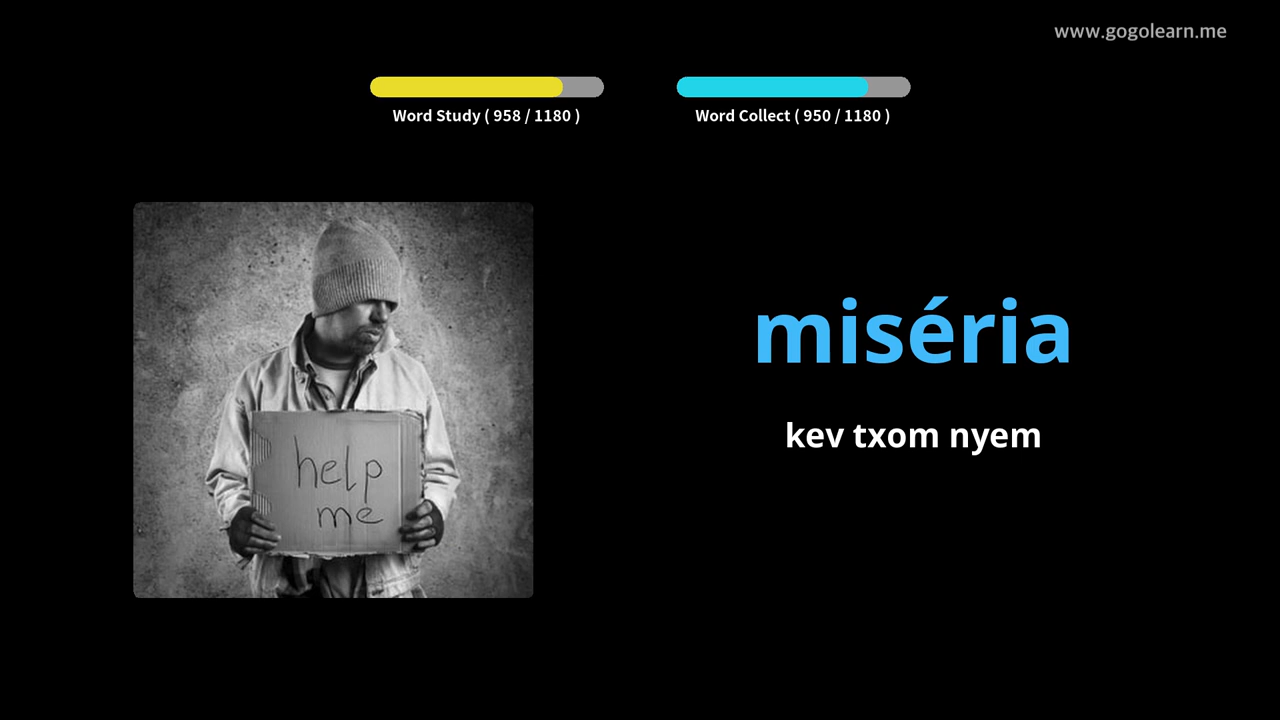 www.gogolearn.me
Word Study ( 958 / 1180 )
Word Collect ( 950 / 1180 )
help
me
miséria
kev txom nyem